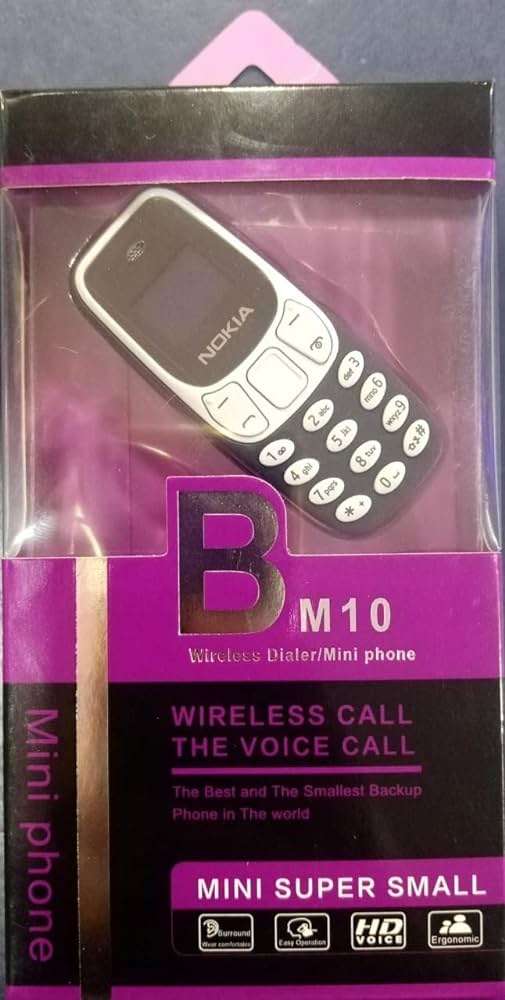 NOKIA
def 3
mno 6
wxyz 9
#
2 abc
5 jkl
8 tuv
0
1
4 ghi
7 pqrs
* +
B M10
Wireless Dialer/Mini phone
WIRELESS CALL
THE VOICE CALL
The Best and The Smallest Backup
Phone in The world
MINI SUPER SMALL
Surround
Wear comfortable
Easy Operation
HD
VOICE
Ergonomic
Mini phone